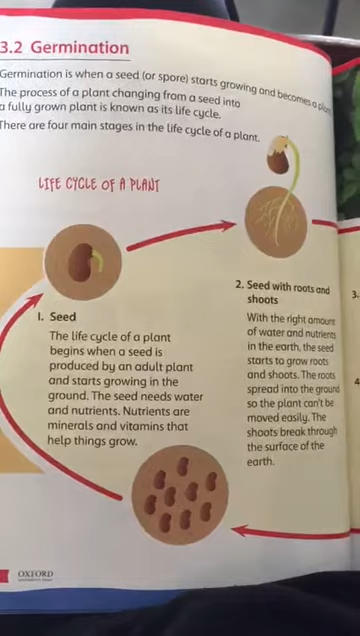 3.2 Germination
Germination is when a seed (or spore) starts growing and becomes a plant
The process of a plant changing from a seed into
a fully grown plant is known as its life cycle.
There are four main stages in the life cycle of a plant.
LIFE CYCLE OF A PLANT
1. Seed
The life cycle of a plant
begins when a seed is
produced by an adult plant
and starts growing in the
ground. The seed needs water
and nutrients. Nutrients are
minerals and vitamins that
help things grow.
2. Seed with roots and
shoots
With the right amount
of water and nutrients
in the earth, the seed
starts to grow roots
and shoots. The roots
spread into the ground
so the plant can't be
moved easily. The
shoots break through
the surface of the
earth.
3.
4
OXFORD